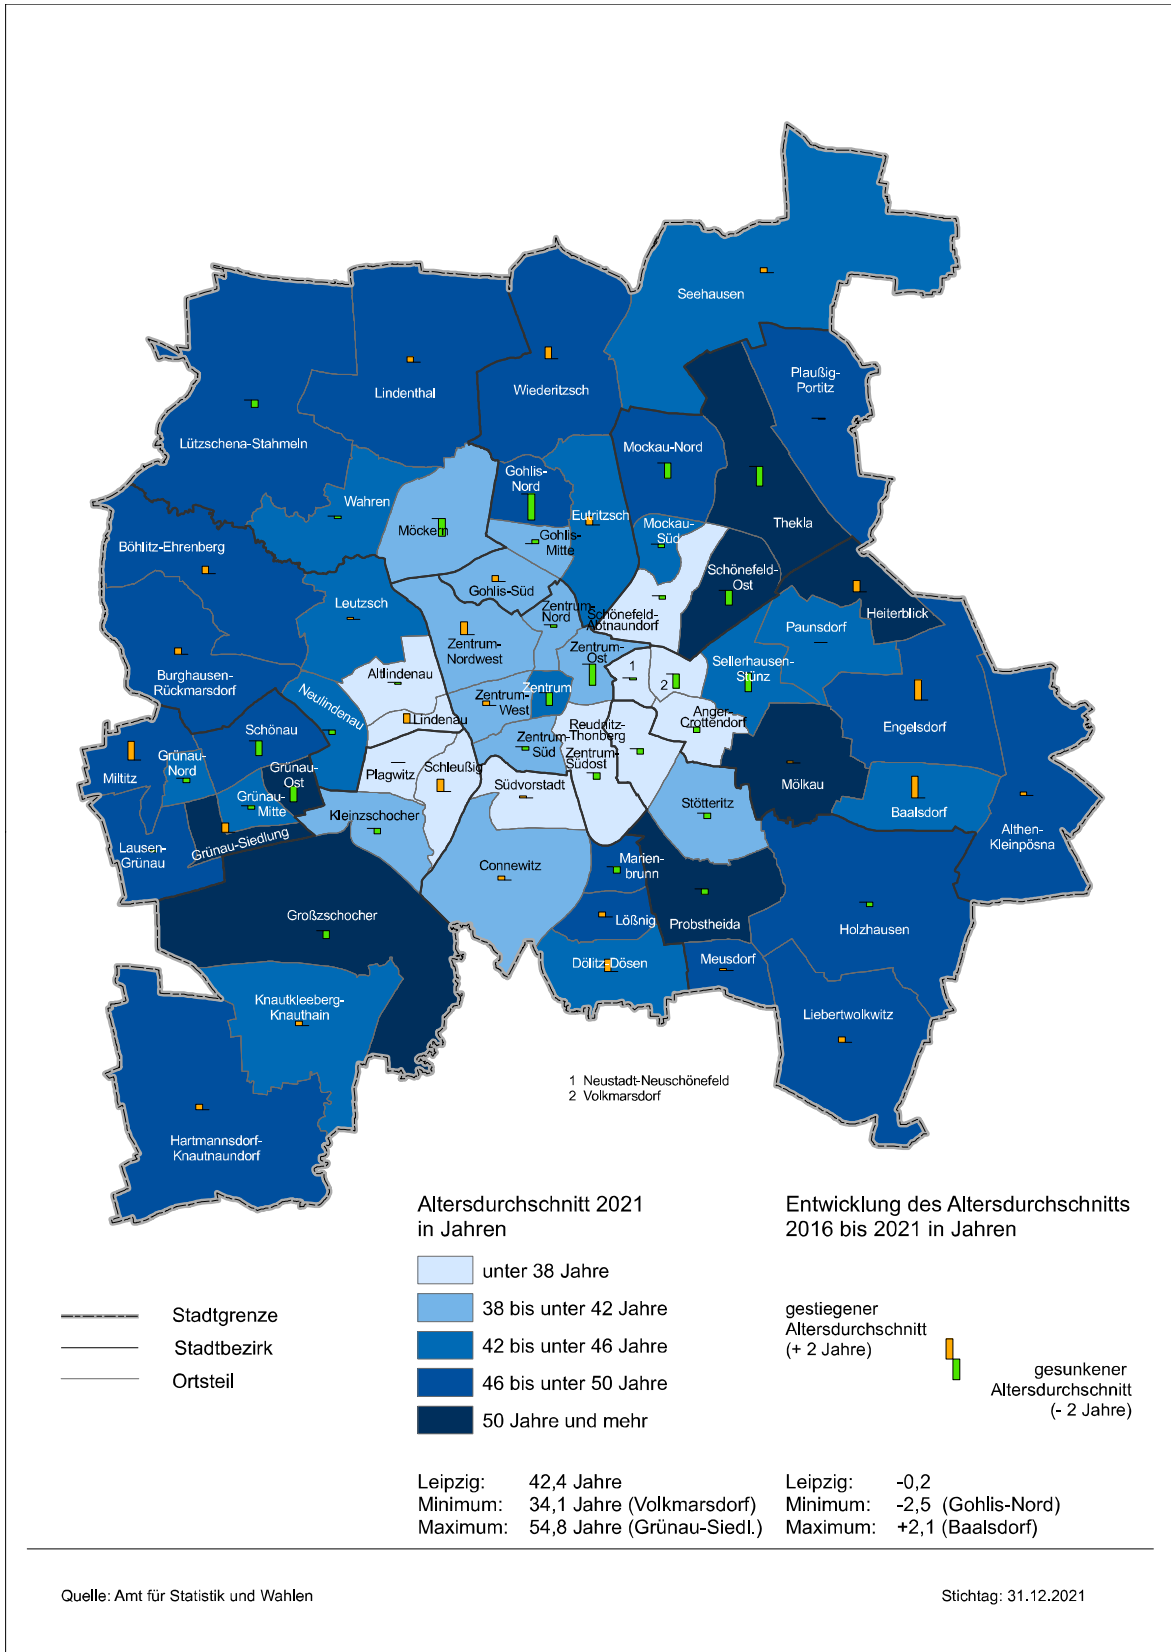 Seehausen
Plaußig-
Portitz
Wiederitzsch
Lindenthal
Lützschena-Stahmeln
Mockau-Nord
Gohlis-
Nord
Wahren
Eutritzsch
Möckern
Gohlis-
Mitte
Mockau-
Süd
Thekla
Böhlitz-Ehrenberg
Schönefeld-
Ost
Gohlis-Süd
Leutzsch
Zentrum-
Nord
Schönefeld-
Abtnaundorf
Heiterblick
Paunsdorf
Zentrum-
Nordwest
Zentrum-
Ost
1
2
Sellerhausen-
Stünz
Burghausen-
Rückmarsdorf
Altlindenau
Neulindenau
Lindenau
Zentrum-
West
Zentrum
Anger-
Crottendorf
Engelsdorf
Schönau
Reudnitz-
Thonberg
Zentrum-
Süd
Zentrum-
Südost
Miltitz
Grünau-
Nord
Grünau-
Ost
Plagwitz
Schleußig
Südvorstadt
Mölkau
Grünau-
Mitte
Kleinzschocher
Stötteritz
Baalsdorf
Althen-
Kleinpösna
Grünau-Siedlung
Lausen-
Grünau
Connewitz
Marien-
brunn
Großzschocher
Lößnig
Probstheida
Holzhausen
Dölitz-Dösen
Meusdorf
Knautkleeberg-
Knauthain
Liebertwolkwitz
Hartmannsdorf-
Knautnaundorf
1 Neustadt-Neuschönefeld
2 Volkmarsdorf
Altersdurchschnitt 2021
in Jahren
unter 38 Jahre
38 bis unter 42 Jahre
42 bis unter 46 Jahre
46 bis unter 50 Jahre
50 Jahre und mehr
Stadtgrenze
Stadtbezirk
Ortsteil
Entwicklung des Altersdurchschnitts
2016 bis 2021 in Jahren
gestiegener
Altersdurchschnitt
(+ 2 Jahre)
gesunkener
Altersdurchschnitt
(- 2 Jahre)
Leipzig: 42,4 Jahre
Minimum: 34,1 Jahre (Volkmarsdorf)
Maximum: 54,8 Jahre (Grünau-Siedl.)
Leipzig: -0,2
Minimum: -2,5 (Gohlis-Nord)
Maximum: +2,1 (Baalsdorf)
Quelle: Amt für Statistik und Wahlen
Stichtag: 31.12.2021